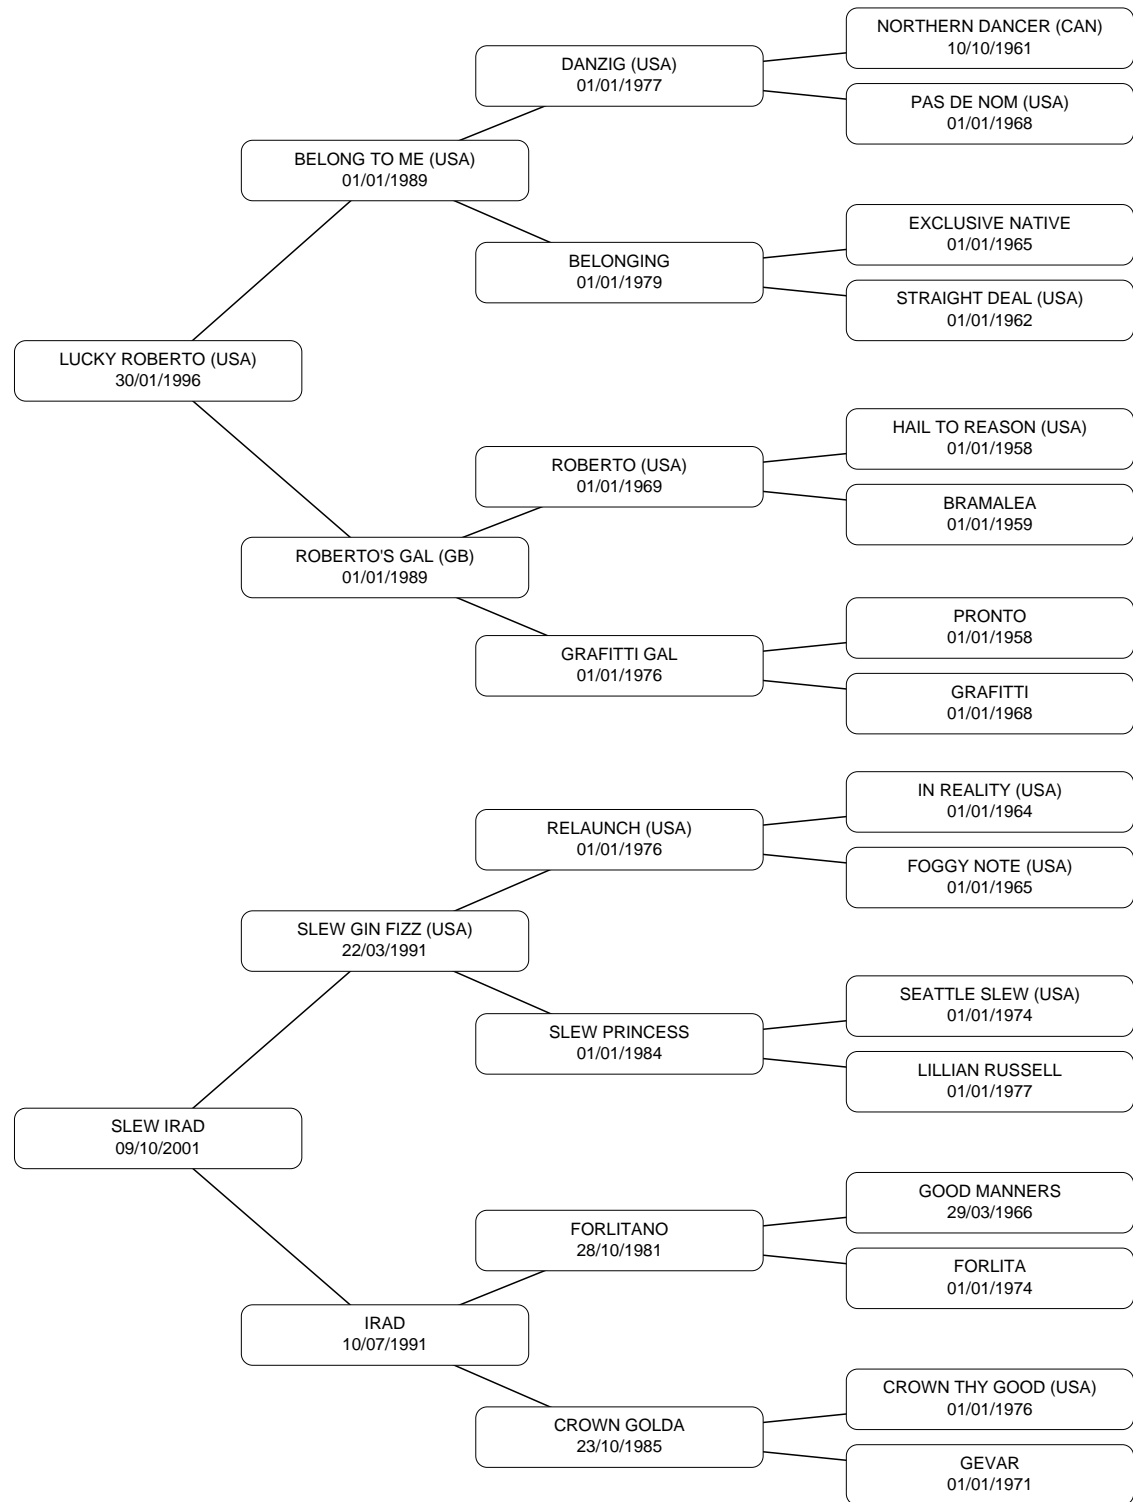 NORTHERN DANCER (CAN)
10/10/1961
DANZIG (USA)
01/01/1977
PAS DE NOM (USA)
01/01/1968
BELONG TO ME (USA)
01/01/1989
EXCLUSIVE NATIVE
01/01/1965
BELONGING
01/01/1979
STRAIGHT DEAL (USA)
01/01/1962
LUCKY ROBERTO (USA)
30/01/1996
HAIL TO REASON (USA)
01/01/1958
ROBERTO (USA)
01/01/1969
BRAMALEA
01/01/1959
ROBERTO'S GAL (GB)
01/01/1989
PRONTO
01/01/1958
GRAFITTI GAL
01/01/1976
GRAFITTI
01/01/1968
IN REALITY (USA)
01/01/1964
RELAUNCH (USA)
01/01/1976
FOGGY NOTE (USA)
01/01/1965
SLEW GIN FIZZ (USA)
22/03/1991
SEATTLE SLEW (USA)
01/01/1974
SLEW PRINCESS
01/01/1984
LILLIAN RUSSELL
01/01/1977
SLEW IRAD
09/10/2001
GOOD MANNERS
29/03/1966
FORLITANO
28/10/1981
FORLITA
01/01/1974
IRAD
10/07/1991
CROWN THY GOOD (USA)
01/01/1976
CROWN GOLDA
23/10/1985
GEVAR
01/01/1971